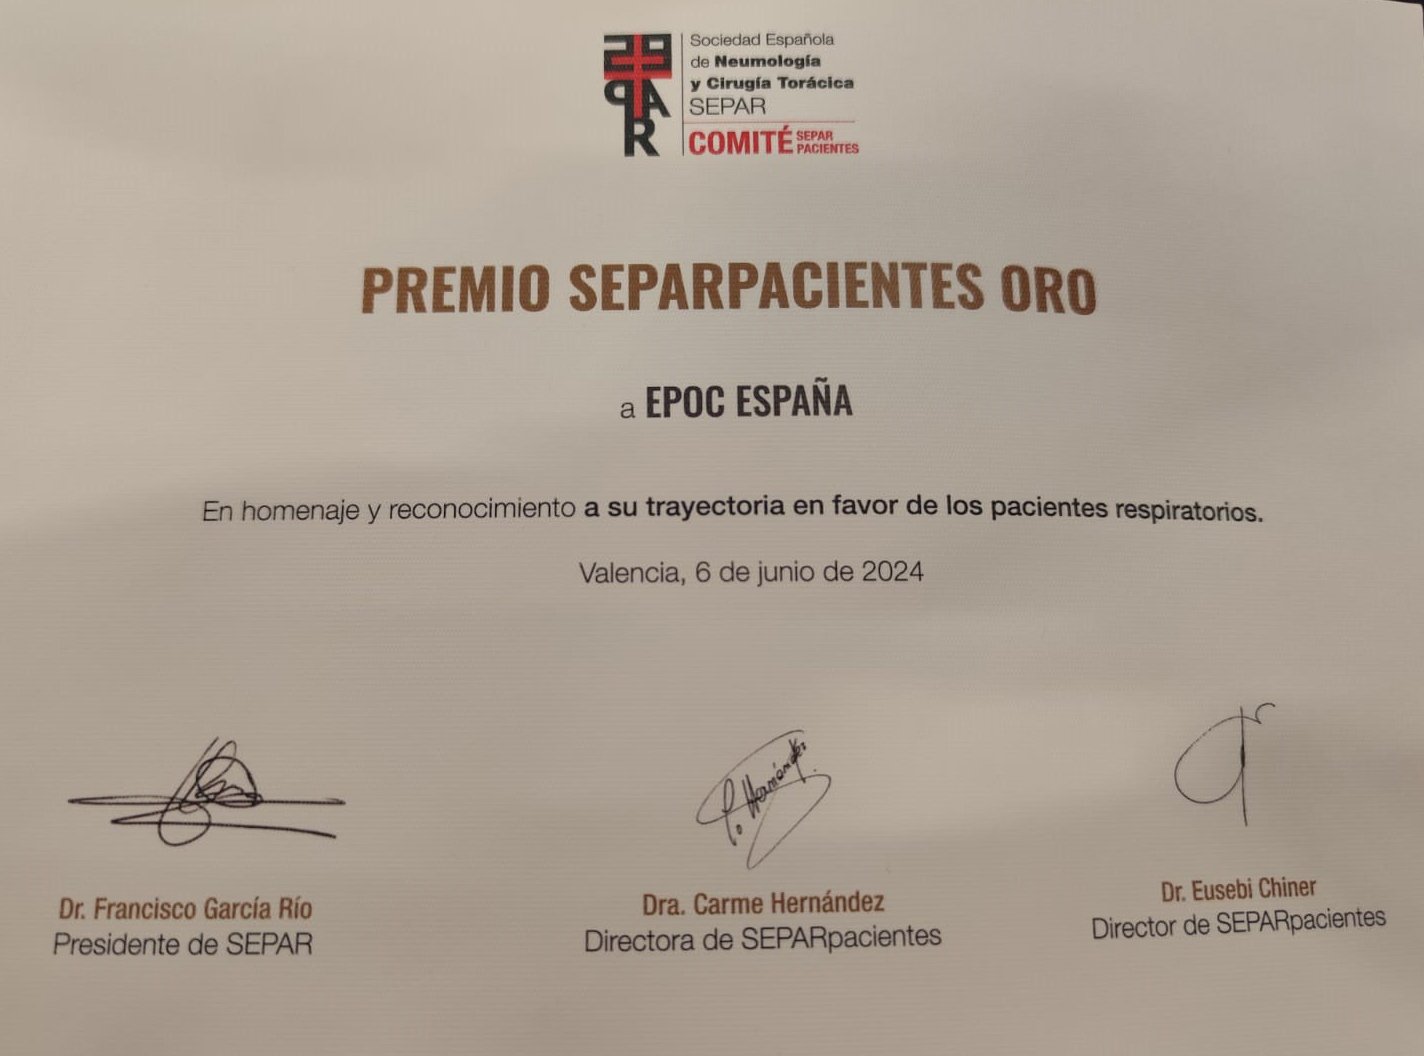 Sociedad Española
de Neumología
y Cirugía Torácica
SEPAR
COMITÉ SEPAR PACIENTES
PREMIO SEPARPACIENTES ORO
a EPOC ESPAÑA
En homenaje y reconocimiento a su trayectoria en favor de los pacientes respiratorios.
Valencia, 6 de junio de 2024
Hernández
Dr. Francisco García Río
Presidente de SEPAR
Dra. Carme Hernández
Directora de SEPARpacientes
Dr. Eusebi Chiner
Director de SEPARpacientes